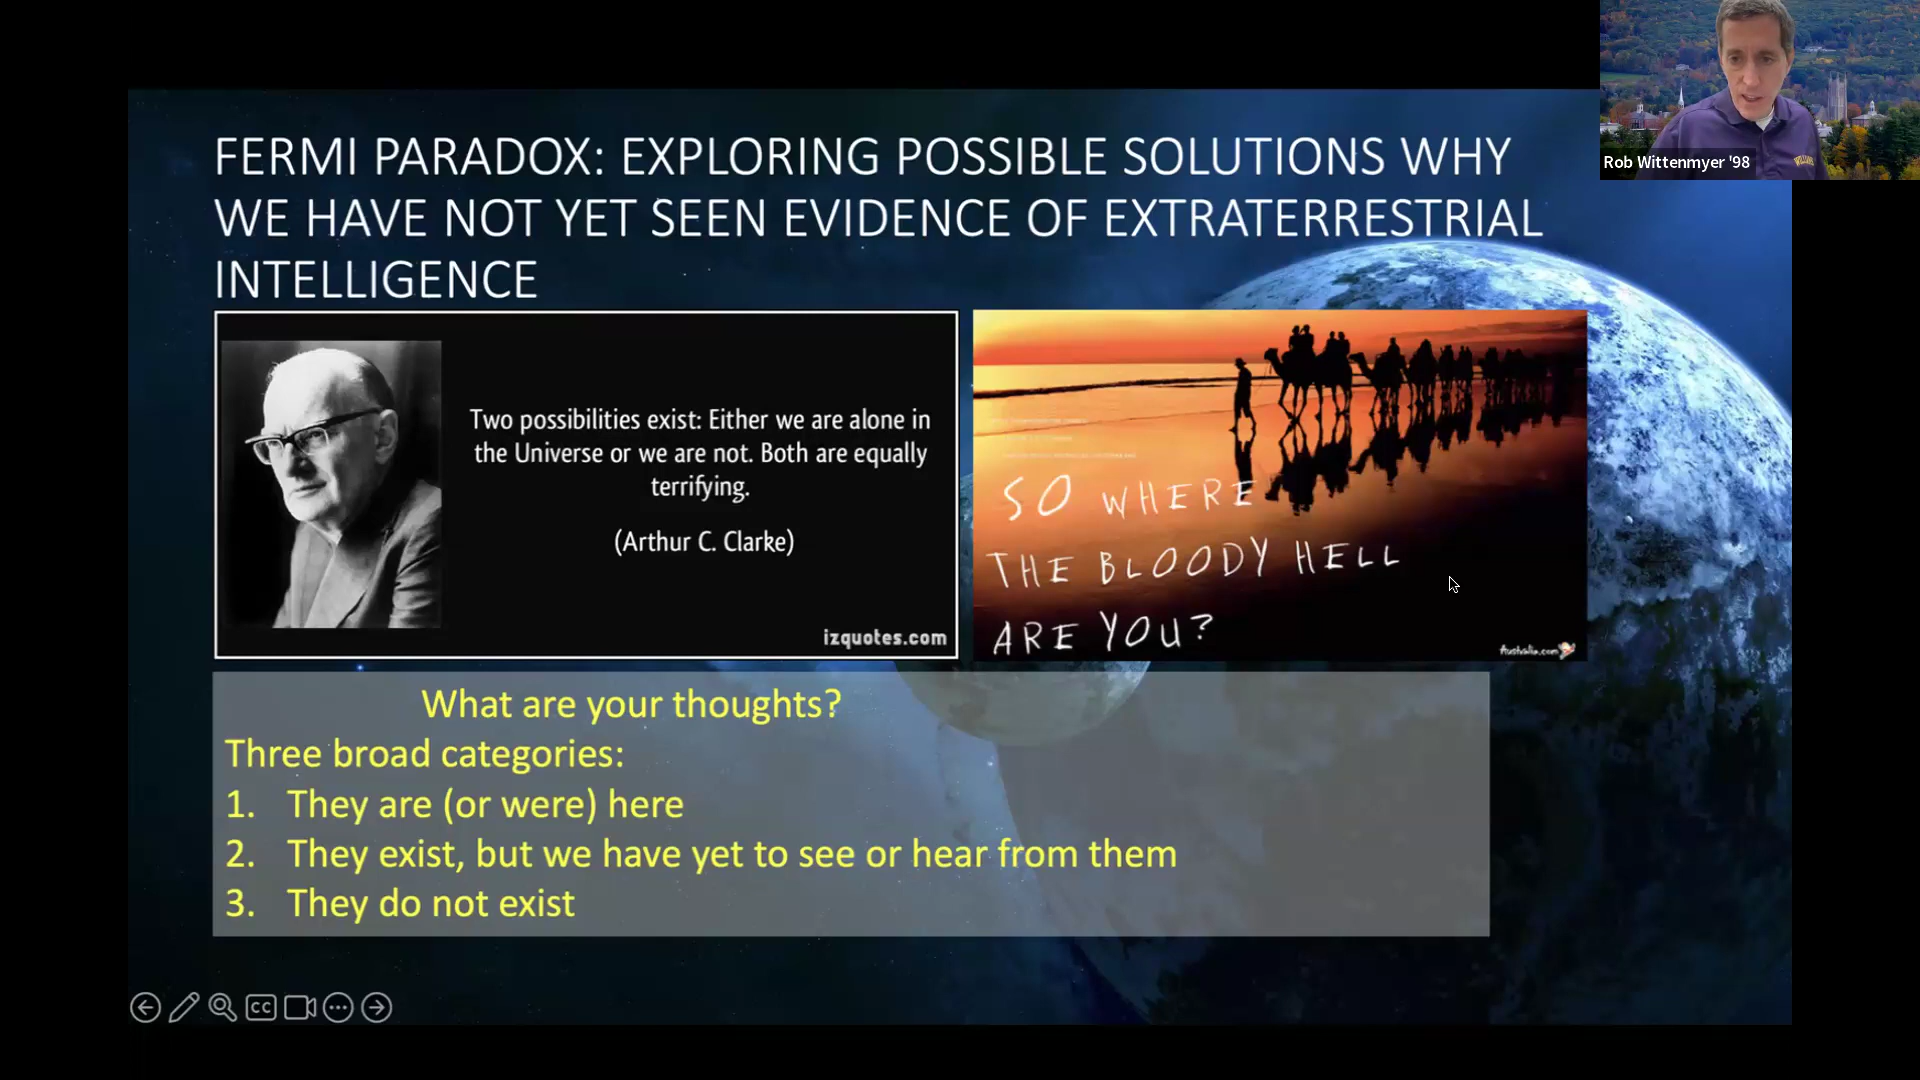 Rob Wittenmyer '98
FERMI PARADOX: EXPLORING POSSIBLE SOLUTIONS WHY
WE HAVE NOT YET SEEN EVIDENCE OF EXTRATERRESTRIAL
INTELLIGENCE
Two possibilities exist: Either we are alone in
the Universe or we are not. Both are equally
terrifying.
(Arthur C. Clarke)
izquotes.com
SO WHERE
THE BLOODY HELL
ARE YOU?
Australia.com
What are your thoughts?
Three broad categories:
1. They are (or were) here
2. They exist, but we have yet to see or hear from them
3. They do not exist
CC